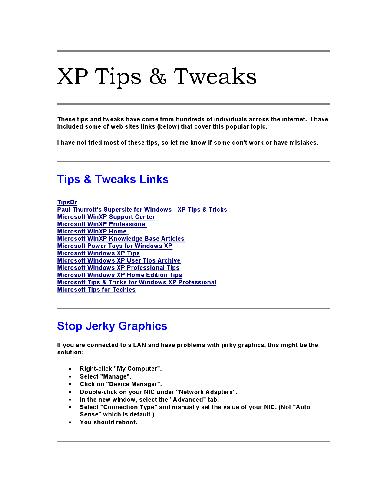 XP Tips & Tweaks
These tips and tweaks have come from hundreds of individuals across the internet. I have
included some of web sites links (below) that cover this popular topic.
I have not tried most of these tips, so let me know if some don't work or have mistakes.
Tips & Tweaks Links
TipsDr
Paul Thurrott's Supersite for Windows - XP Tips & Tricks
Microsoft WinXP Support Center
Microsoft WinXP Professional
Microsoft WinXP Home
Microsoft WinXP Knowledge Base Articles
Microsoft Power Toys for Windows XP
Microsoft Windows XP Tips
Microsoft Windows XP User Tips Archive
Microsoft Windows XP Professional Tips
Microsoft Windows XP Home Edition Tips
Microsoft Tips & Tricks for Windows XP Professional
Microsoft Tips for Techies
Stop Jerky Graphics
If you are connected to a LAN and have problems with jerky graphics, this might be the
solution:
• Right-click "My Computer".
• Select "Manage".
• Click on "Device Manager".
• Double-click on your NIC under "Network Adapters".
• In the new window, select the "Advanced" tab.
• Select "Connection Type" and manually set the value of your NIC. (Not "Auto
Sense" which is default.)
• You should reboot.